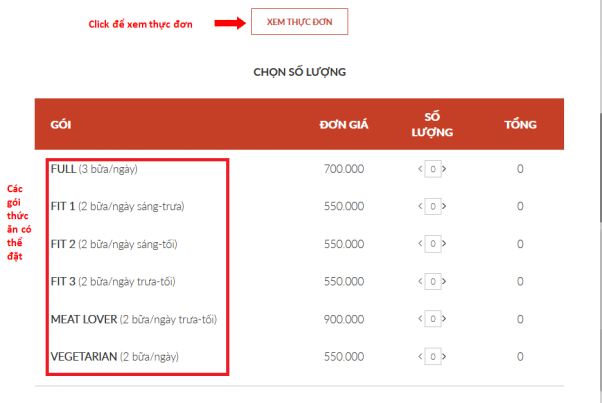 Click để xem thực đơn
XEM THỰC ĐƠN
CHỌN SỐ LƯỢNG
GÓI ĐƠN GIÁ SỐ LƯỢNG TỔNG
FULL (3 bữa/ngày) 700.000 0 0
FIT 1 (2 bữa/ngày sáng-trưa) 550.000 0 0
FIT 2 (2 bữa/ngày sáng-tối) 550.000 0 0
FIT 3 (2 bữa/ngày trưa-tối) 550.000 0 0
MEAT LOVER (2 bữa/ngày trưa-tối) 900.000 0 0
VEGETARIAN (2 bữa/ngày) 550.000 0 0
Các
gói
thức
ăn có
thể
đặt